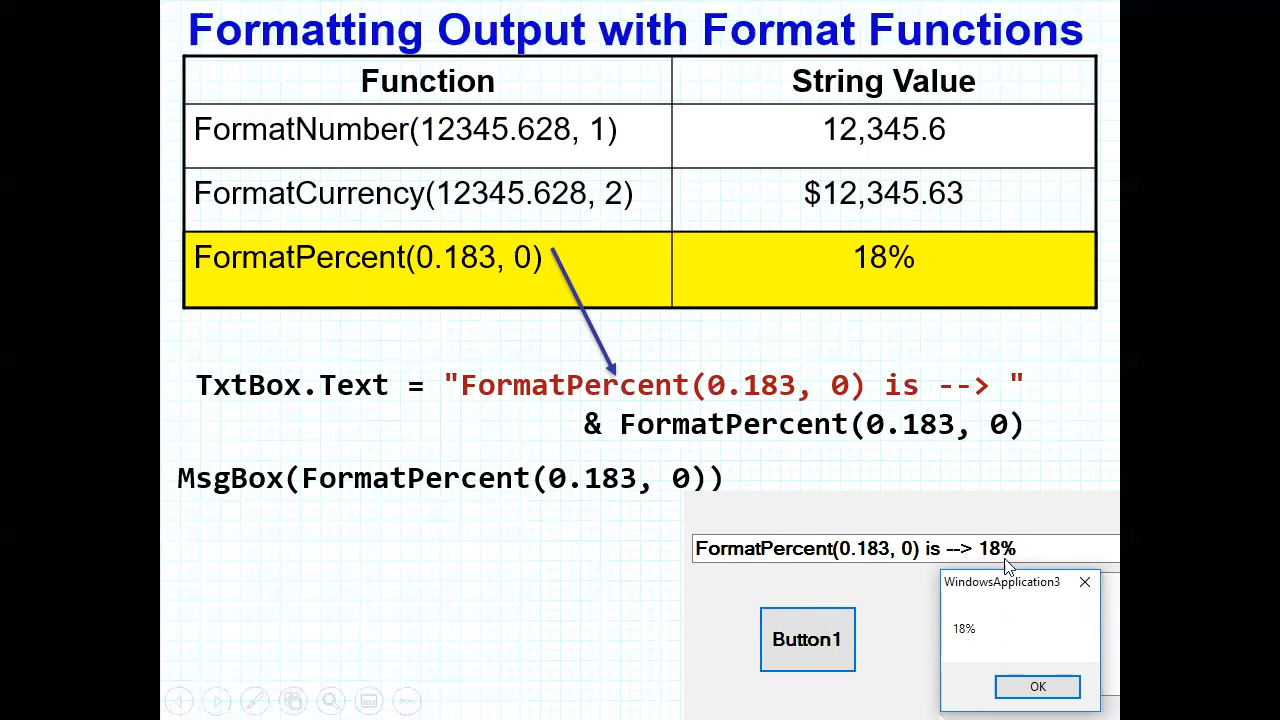 Formatting Output with Format Functions
Function String Value
FormatNumber(12345.628, 1) 12,345.6
FormatCurrency(12345.628, 2) $12,345.63
FormatPercent(0.183, 0) 18%
TxtBox.Text = "FormatPercent(0.183, 0) is --> "
& FormatPercent(0.183, 0)
MsgBox(FormatPercent(0.183, 0))
FormatPercent(0.183, 0) is --> 18%
WindowsApplication3
18%
Button1
OK